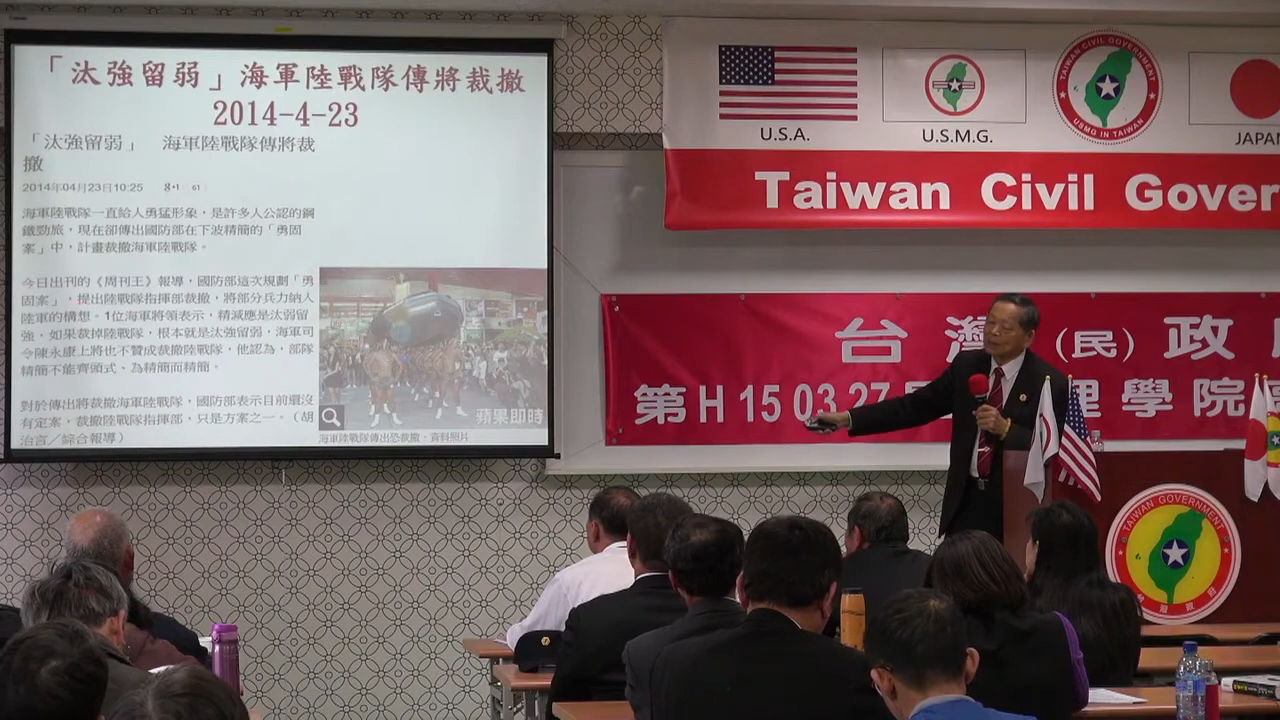 「汰強留弱」海軍陸戰隊傳將裁撤
2014-4-23
「汰強留弱」 海軍陸戰隊傳將裁
撤
2014年04月23日10:25
海軍陸戰隊一直給人勇猛形象，是許多人公認的鋼
鐵勁旅，現在卻傳出國防部在下波精簡的「勇固
案」中，計畫裁撤海軍陸戰隊。
今日出刊的《周刊王》報導，國防部這次規劃「勇
固案」，提出陸戰隊指揮部裁撤，將部分兵力納入
陸軍的構想。1位海軍將領表示，精減應是汰弱留
強，如果裁掉陸戰隊，根本就是汰強留弱，海軍司
令陳永康上將也不贊成裁撤陸戰隊，他認為，部隊
精簡不能齊頭式、為精簡而精簡。
對於傳出將裁撤海軍陸戰隊，國防部表示目前還沒
有定案，裁撤陸戰隊指揮部，只是方案之一。（胡
治言／綜合報導）
蘋果即時
海軍陸戰隊傳出恐裁撤。資料照片
U.S.A.
U.S.M.G.
TAIWAN CIVIL GOVERNMENT
USMG IN TAIWAN
JAPAN
Taiwan Civil Gover
台灣(民)政
第H 15 03 27
理學院
TAIWAN GOVERNMENT